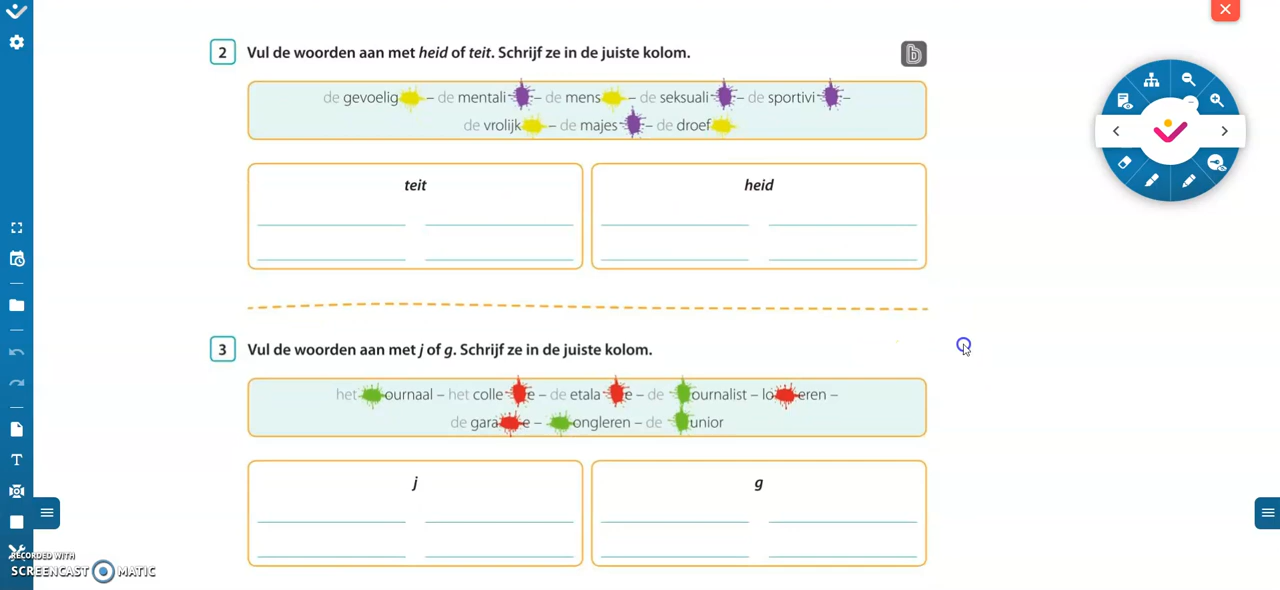 2 Vul de woorden aan met heid of teit. Schrijf ze in de juiste kolom.
b
de gevoelig – de mentali – de mens – de seksuali – de sportivi –
de vrolijk – de majes – de droef
teit heid
3 Vul de woorden aan met j of g. Schrijf ze in de juiste kolom.
het ournaal – het colle e – de etala e – de ournalist – lo eren –
de gara e – ongleren – de unior
j g
T
RECORDED WITH
SCREENCAST MATIC